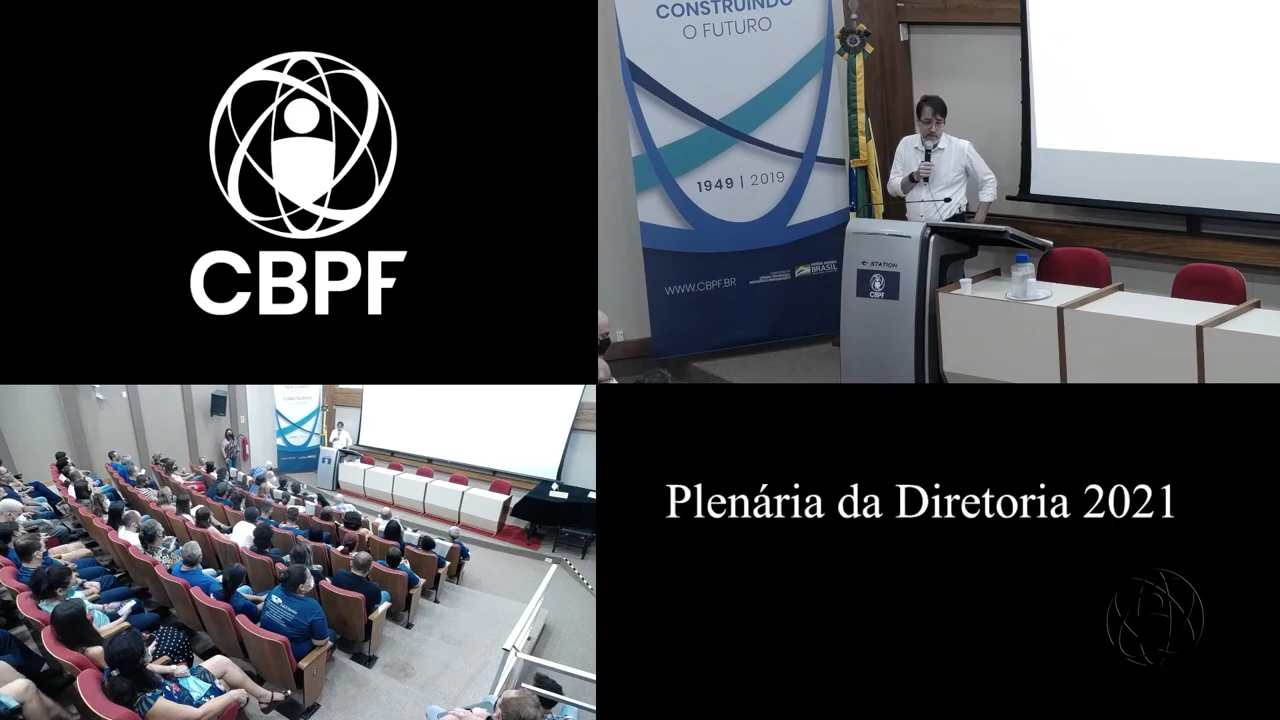 CBPF
CONSTRUINDO
O FUTURO
1949 | 2019
WWW.CBPF.BR
BRASIL
STATION
CBPF
Plenária da Diretoria 2021